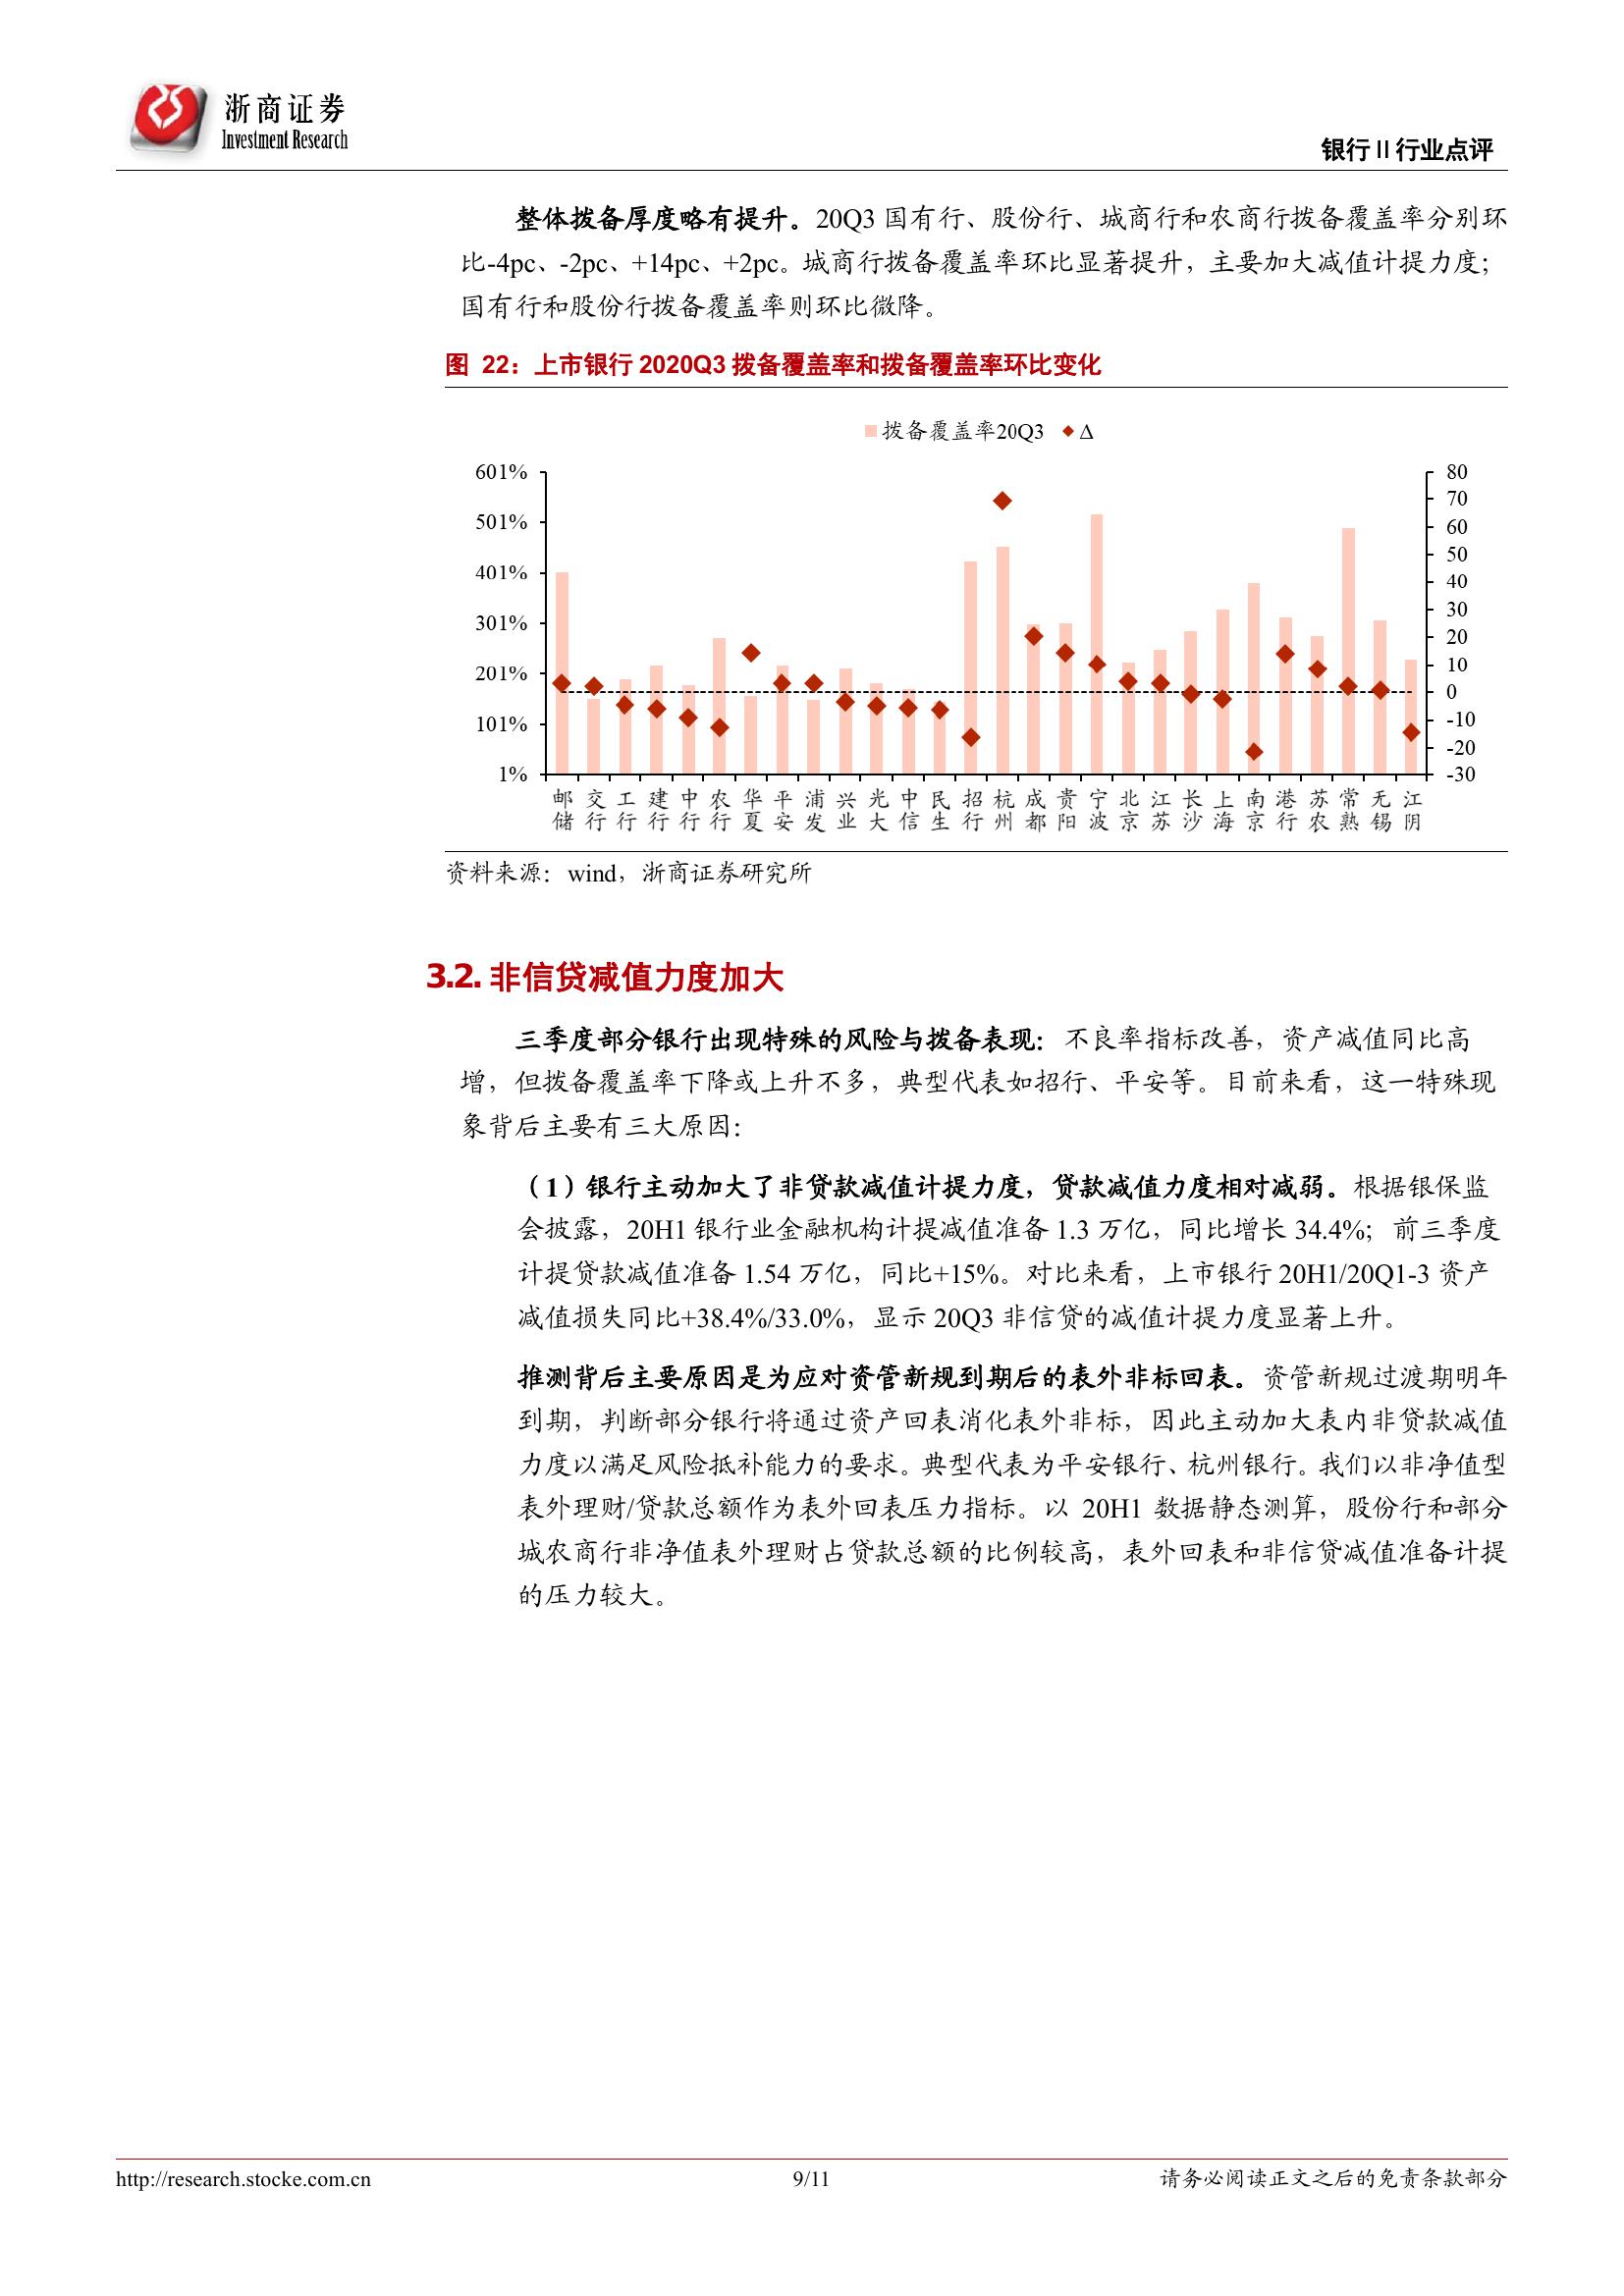 浙商证券
Investment Research
银行Ⅱ行业点评
整体拨备厚度略有提升。20Q3 国有行、股份行、城商行和农商行拨备覆盖率分别环
比-4pc、-2pc、+14pc、+2pc。城商行拨备覆盖率环比显著提升，主要加大减值计提力度；
国有行和股份行拨备覆盖率则环比微降。
图 22：上市银行 2020Q3 拨备覆盖率和拨备覆盖率环比变化
拨备覆盖率20Q3 Δ
601% 80
70
501% 60
50
401% 40
301% 30
20
201% 10
0
101% -10
-20
1% -30
邮储 交行 工行 建行 中行 农行 华夏 平安 浦发 兴业 光大 中信 民生 招行 杭州 成都 贵阳 宁波 北京 江苏 长沙 上海 南京 港行 苏农 常熟 无锡 江阴
资料来源：wind，浙商证券研究所
3.2. 非信贷减值力度加大
三季度部分银行出现特殊的风险与拨备表现：不良率指标改善，资产减值同比高
增，但拨备覆盖率下降或上升不多，典型代表如招行、平安等。目前来看，这一特殊现
象背后主要有三大原因：
（1）银行主动加大了非贷款减值计提力度，贷款减值力度相对减弱。根据银保监
会披露，20H1 银行业金融机构计提减值准备 1.3 万亿，同比增长 34.4%；前三季度
计提贷款减值准备 1.54 万亿，同比+15%。对比来看，上市银行 20H1/20Q1-3 资产
减值损失同比+38.4%/33.0%，显示 20Q3 非信贷的减值计提力度显著上升。
推测背后主要原因是为应对资管新规到期后的表外非标回表。资管新规过渡期明年
到期，判断部分银行将通过资产回表消化表外非标，因此主动加大表内非贷款减值
力度以满足风险抵补能力的要求。典型代表为平安银行、杭州银行。我们以非净值型
表外理财/贷款总额作为表外回表压力指标。以 20H1 数据静态测算，股份行和部分
城农商行非净值表外理财占贷款总额的比例较高，表外回表和非信贷减值准备计提
的压力较大。
http://research.stocke.com.cn 9/11 请务必阅读正文之后的免责条款部分